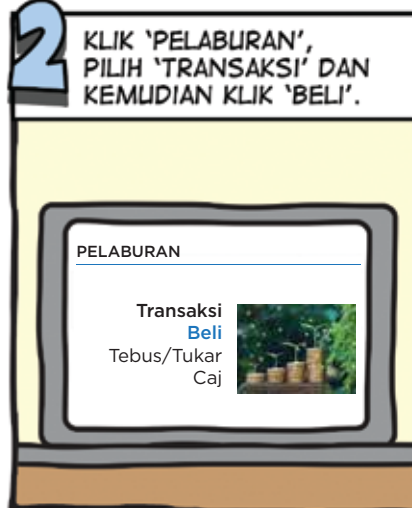 2
KLIK ‘PELABURAN’,
PILIH ‘TRANSAKSI’ DAN
KEMUDIAN KLIK ‘BELI’.
PELABURAN
Transaksi
Beli
Tebus/Tukar
Caj